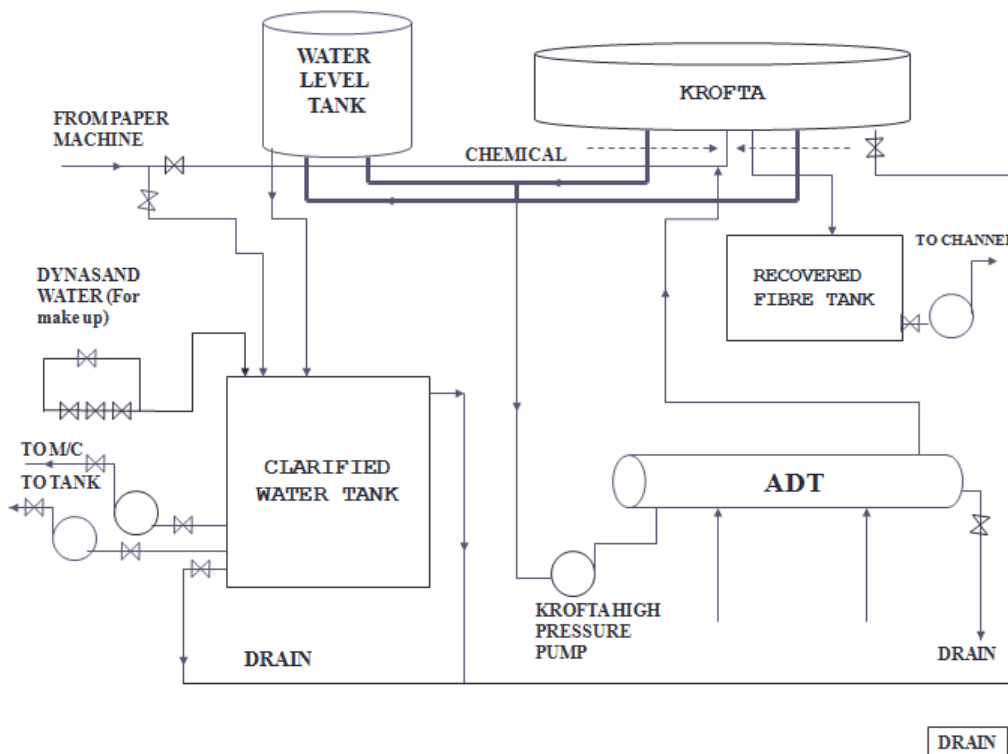 WATER
LEVEL
TANK
KROFTA
FROM PAPER
MACHINE
CHEMICAL
TO CHANNEL
RECOVERED
FIBRE TANK
DYNASAND
WATER (For
make up)
TO M/C
TO TANK
CLARIFIED
WATER TANK
ADT
KROFTA HIGH
PRESSURE
PUMP
DRAIN
DRAIN
DRAIN